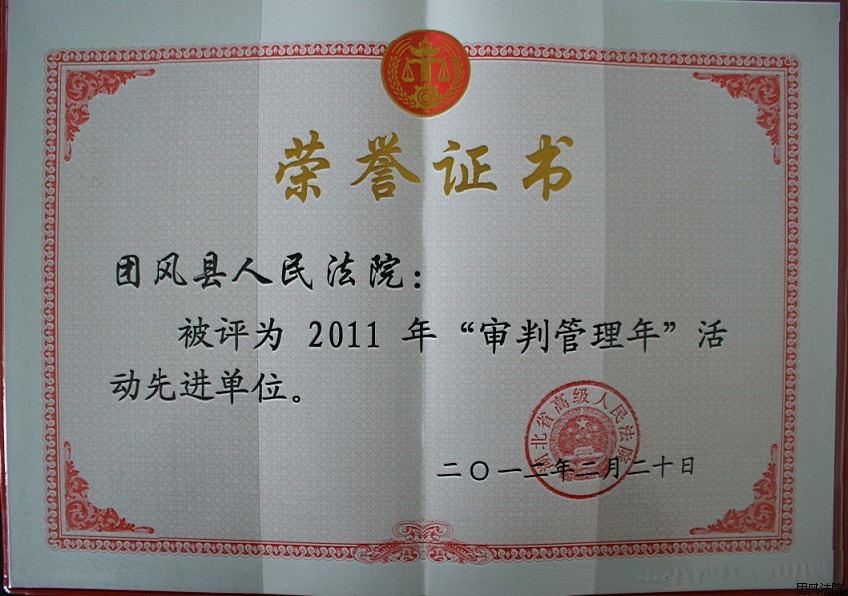 荣誉证书
团风县人民法院：
被评为 2011 年“审判管理年”活
动先进单位。
湖北省高级人民法院
二〇一二年二月二十日
团风法院